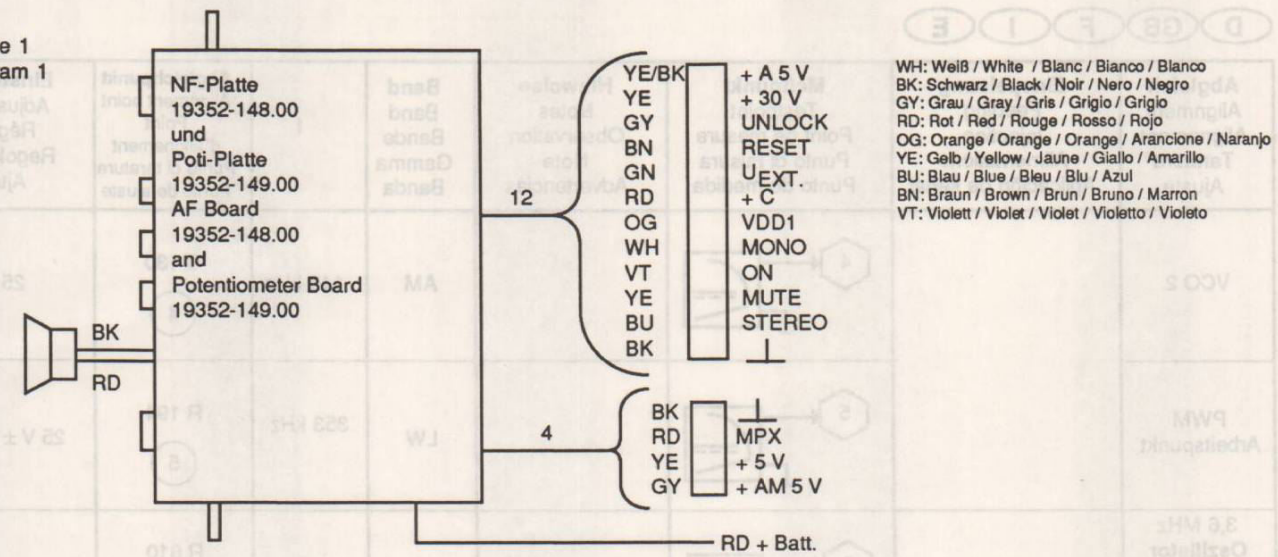 e 1
am 1
NF-Platte
19352-148.00
und
Poti-Platte
19352-149.00
AF Board
19352-148.00
and
Potentiometer Board
19352-149.00
BK
RD
12
YE/BK + A 5 V
YE + 30 V
GY UNLOCK
BN RESET
GN UEXT.
RD + C
OG VDD1
WH MONO
VT ON
YE MUTE
BU STEREO
BK
4
BK
RD MPX
YE + 5 V
GY + AM 5 V
RD + Batt.
WH: Weiß / White / Blanc / Bianco / Blanco
BK: Schwarz / Black / Noir / Nero / Negro
GY: Grau / Gray / Gris / Grigio / Grigio
RD: Rot / Red / Rouge / Rosso / Rojo
OG: Orange / Orange / Orange / Arancione / Naranjo
YE: Gelb / Yellow / Jaune / Giallo / Amarillo
BU: Blau / Blue / Bleu / Blu / Azul
BN: Braun / Brown / Brun / Bruno / Marron
VT: Violett / Violet / Violet / Violetto / Violeto